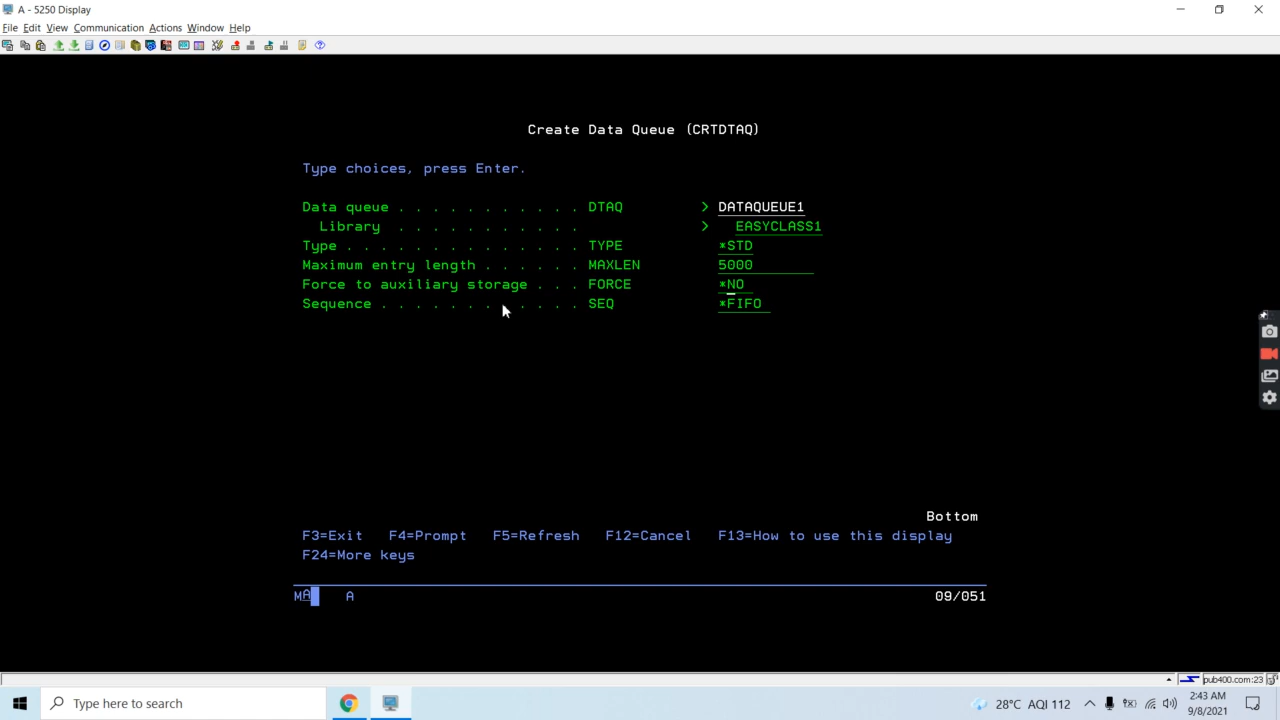 A - 5250 Display
File Edit View Communication Actions Window Help
Create Data Queue (CRTDTAQ)
Type choices, press Enter.
Data queue . . . . . . . . . . . DTAQ > DATAQUEUE1
Library . . . . . . . . . . . > EASYCLASS1
Type . . . . . . . . . . . . . . TYPE *STD
Maximum entry length . . . . . . MAXLEN 5000
Force to auxiliary storage . . . FORCE *NO
Sequence . . . . . . . . . . . . SEQ *FIFO
Bottom
F3=Exit F4=Prompt F5=Refresh F12=Cancel F13=How to use this display
F24=More keys
MA A 09/051
pub400.com:23
Type here to search
28°C AQI 112
2:43 AM
9/8/2021